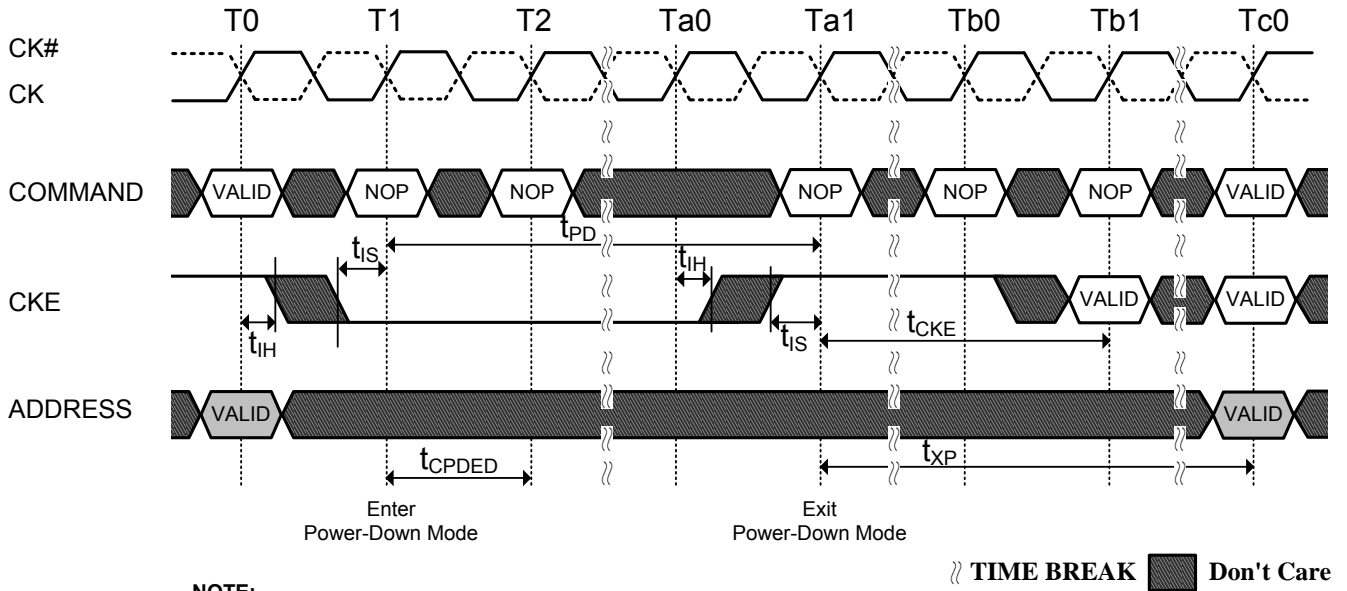 T0 T1 T2 Ta0 Ta1 Tb0 Tb1 Tc0
CK#
CK
COMMAND VALID NOP NOP NOP NOP NOP VALID
tPD
tIS tIH
CKE VALID VALID
tIH tIS tCKE
ADDRESS VALID VALID
tCPDED tXP
Enter Exit
Power-Down Mode Power-Down Mode
TIME BREAK Don't Care
NOTE: